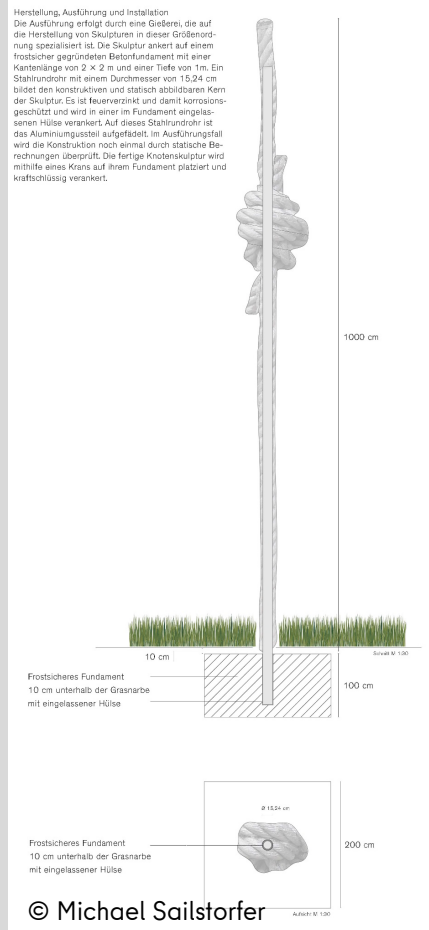 Herstellung, Ausführung und Installation
Die Ausführung erfolgt durch eine Gießerei, die auf
die Herstellung von Skulpturen in dieser Größenord-
nung spezialisiert ist. Die Skulptur ankert auf einem
frostsicher gegründeten Betonfundament mit einer
Kantenlänge von 2 × 2 m und einer Tiefe von 1m. Ein
Stahlrundrohr mit einem Durchmesser von 15,24 cm
bildet den konstruktiven und statisch abbildbaren Kern
der Skulptur. Es ist feuerverzinkt und damit korrosions-
geschützt und wird in einer im Fundament eingelas-
senen Hülse verankert. Auf dieses Stahlrundrohr ist
das Aluminiumgussteil aufgefädelt. Im Ausführungsfall
wird die Konstruktion noch einmal durch statische Be-
rechnungen überprüft. Die fertige Knotenskulptur wird
mithilfe eines Krans auf ihrem Fundament platziert und
kraftschlüssig verankert.
1000 cm
10 cm
Schnitt M 1:30
Frostsicheres Fundament
10 cm unterhalb der Grasnarbe
mit eingelassener Hülse
100 cm
Ø 15,24 cm
Frostsicheres Fundament
10 cm unterhalb der Grasnarbe
mit eingelassener Hülse
200 cm
Aufsicht M 1:30
© Michael Sailstorfer